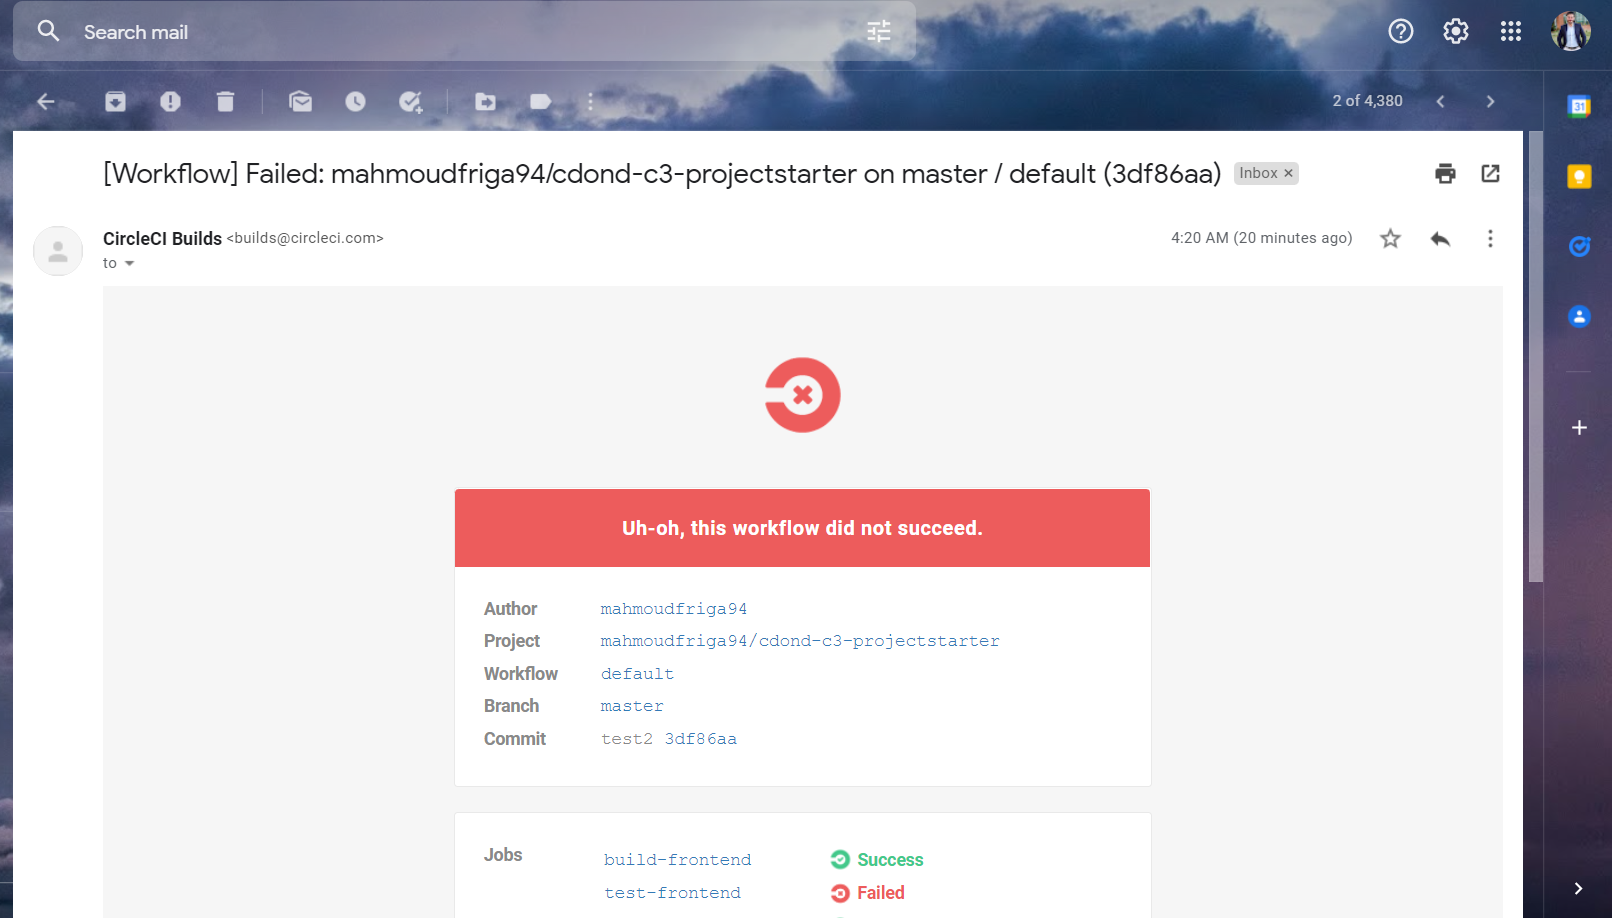 Search mail
2 of 4,380
31
[Workflow] Failed: mahmoudfriga94/cdond-c3-projectstarter on master / default (3df86aa) Inbox ×
CircleCI Builds <builds@circleci.com>
4:20 AM (20 minutes ago)
to
Uh-oh, this workflow did not succeed.
Author mahmoudfriga94
Project mahmoudfriga94/cdond-c3-projectstarter
Workflow default
Branch master
Commit test2 3df86aa
Jobs build-frontend Success
test-frontend Failed